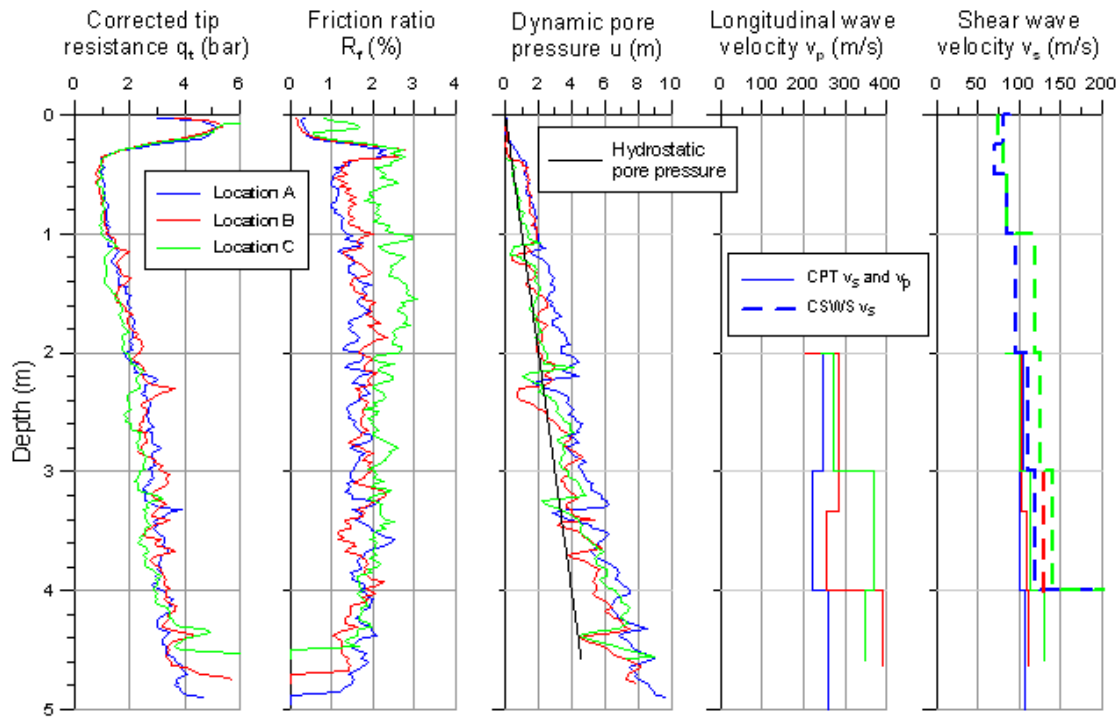 Corrected tip
resistance qt (bar)
Friction ratio
Rf (%)
Dynamic pore
pressure u (m)
Longitudinal wave
velocity vp (m/s)
Shear wave
velocity vs (m/s)
0 2 4 6
0 1 2 3 4
0 2 4 6 8 10
0 100 200 300 400
0 50 100 150 200
0
1
2
3
4
5
Depth (m)
Location A
Location B
Location C
Hydrostatic
pore pressure
CPT vs and vp
CSWS vs